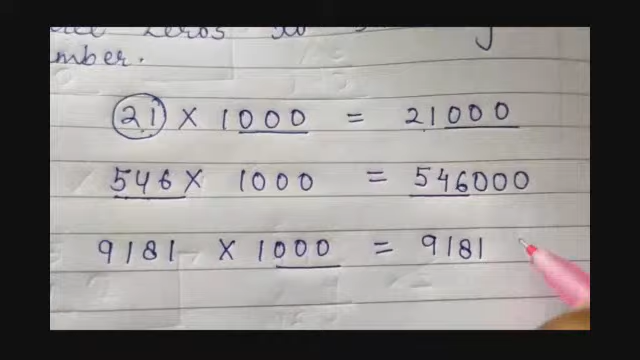 mber.
21 × 1000 = 21000
546 × 1000 = 546000
9181 × 1000 = 9181